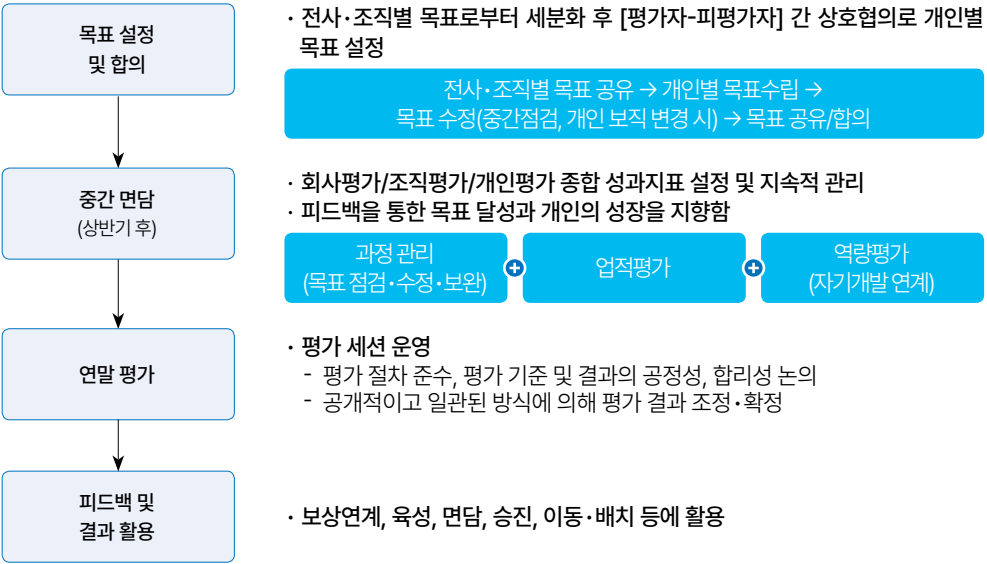 목표 설정
및 합의
· 전사·조직별 목표로부터 세분화 후 [평가자-피평가자] 간 상호협의로 개인별
목표 설정
전사·조직별 목표 공유 → 개인별 목표수립 →
목표 수정(중간점검, 개인 보직 변경 시) → 목표 공유/합의
중간 면담
(상반기 후)
· 회사평가/조직평가/개인평가 종합 성과지표 설정 및 지속적 관리
· 피드백을 통한 목표 달성과 개인의 성장을 지향함
과정 관리
(목표 점검·수정·보완)
+
업적평가
+
역량평가
(자기개발 연계)
연말 평가
· 평가 세션 운영
- 평가 절차 준수, 평가 기준 및 결과의 공정성, 합리성 논의
- 공개적이고 일관된 방식에 의해 평가 결과 조정·확정
피드백 및
결과 활용
· 보상연계, 육성, 면담, 승진, 이동·배치 등에 활용